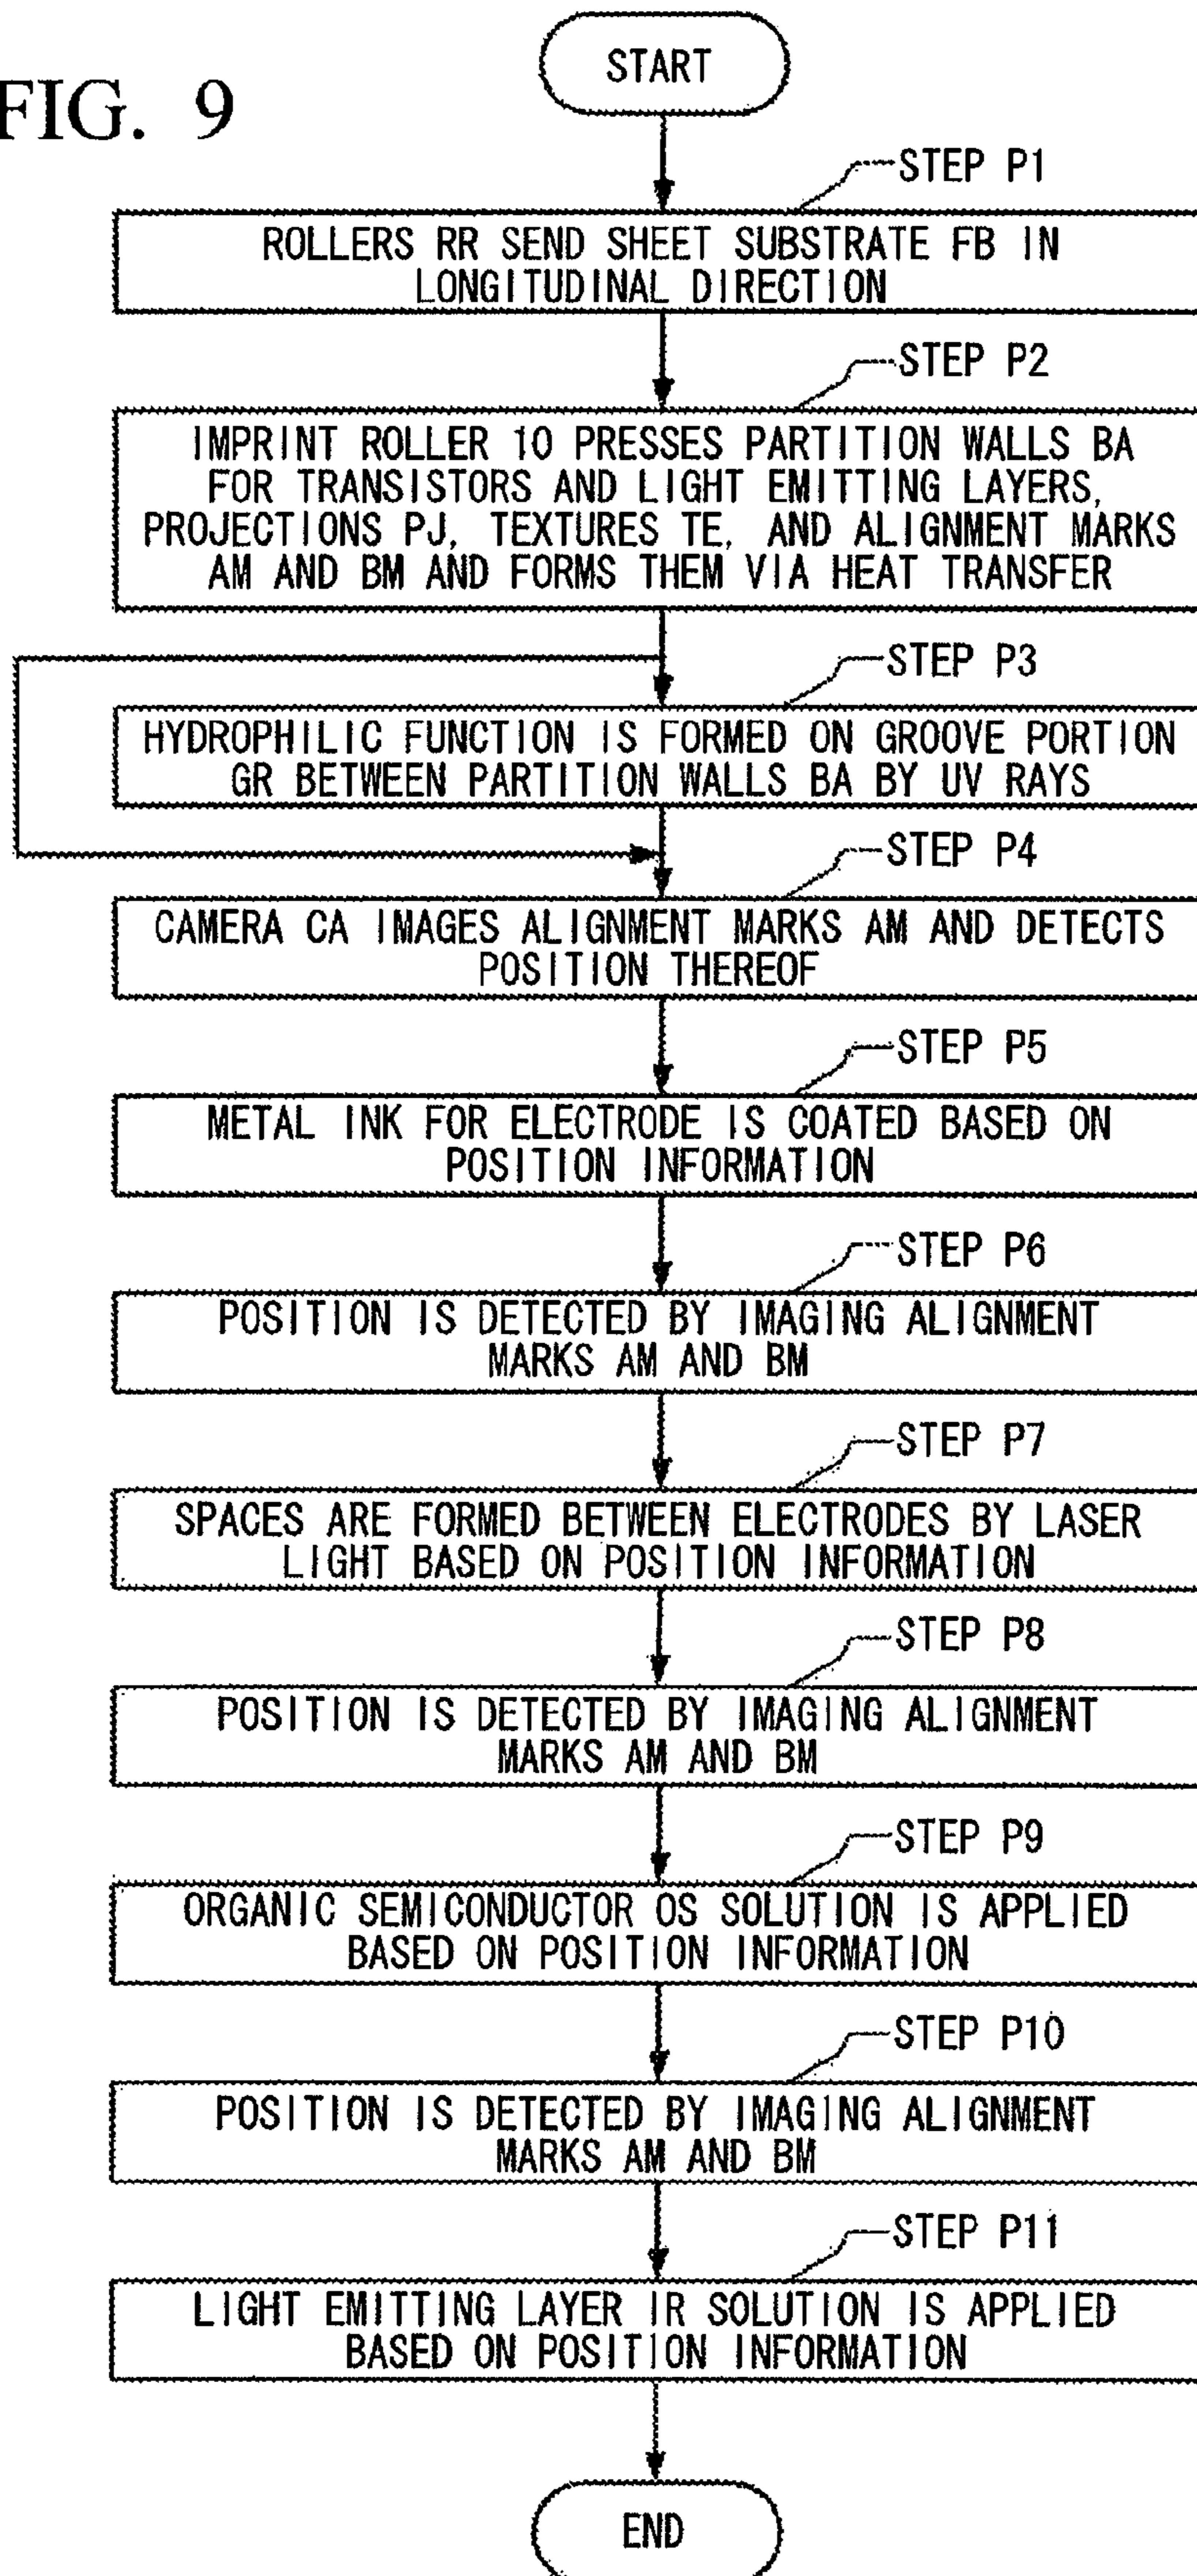 FIG. 9
START
STEP P1
ROLLERS RR SEND SHEET SUBSTRATE FB IN
LONGITUDINAL DIRECTION
STEP P2
IMPRINT ROLLER 10 PRESSES PARTITION WALLS BA
FOR TRANSISTORS AND LIGHT EMITTING LAYERS,
PROJECTIONS PJ, TEXTURES TE, AND ALIGNMENT MARKS
AM AND BM AND FORMS THEM VIA HEAT TRANSFER
STEP P3
HYDROPHILIC FUNCTION IS FORMED ON GROOVE PORTION
GR BETWEEN PARTITION WALLS BA BY UV RAYS
STEP P4
CAMERA CA IMAGES ALIGNMENT MARKS AM AND DETECTS
POSITION THEREOF
STEP P5
METAL INK FOR ELECTRODE IS COATED BASED ON
POSITION INFORMATION
STEP P6
POSITION IS DETECTED BY IMAGING ALIGNMENT
MARKS AM AND BM
STEP P7
SPACES ARE FORMED BETWEEN ELECTRODES BY LASER
LIGHT BASED ON POSITION INFORMATION
STEP P8
POSITION IS DETECTED BY IMAGING ALIGNMENT
MARKS AM AND BM
STEP P9
ORGANIC SEMICONDUCTOR OS SOLUTION IS APPLIED
BASED ON POSITION INFORMATION
STEP P10
POSITION IS DETECTED BY IMAGING ALIGNMENT
MARKS AM AND BM
STEP P11
LIGHT EMITTING LAYER IR SOLUTION IS APPLIED
BASED ON POSITION INFORMATION
END